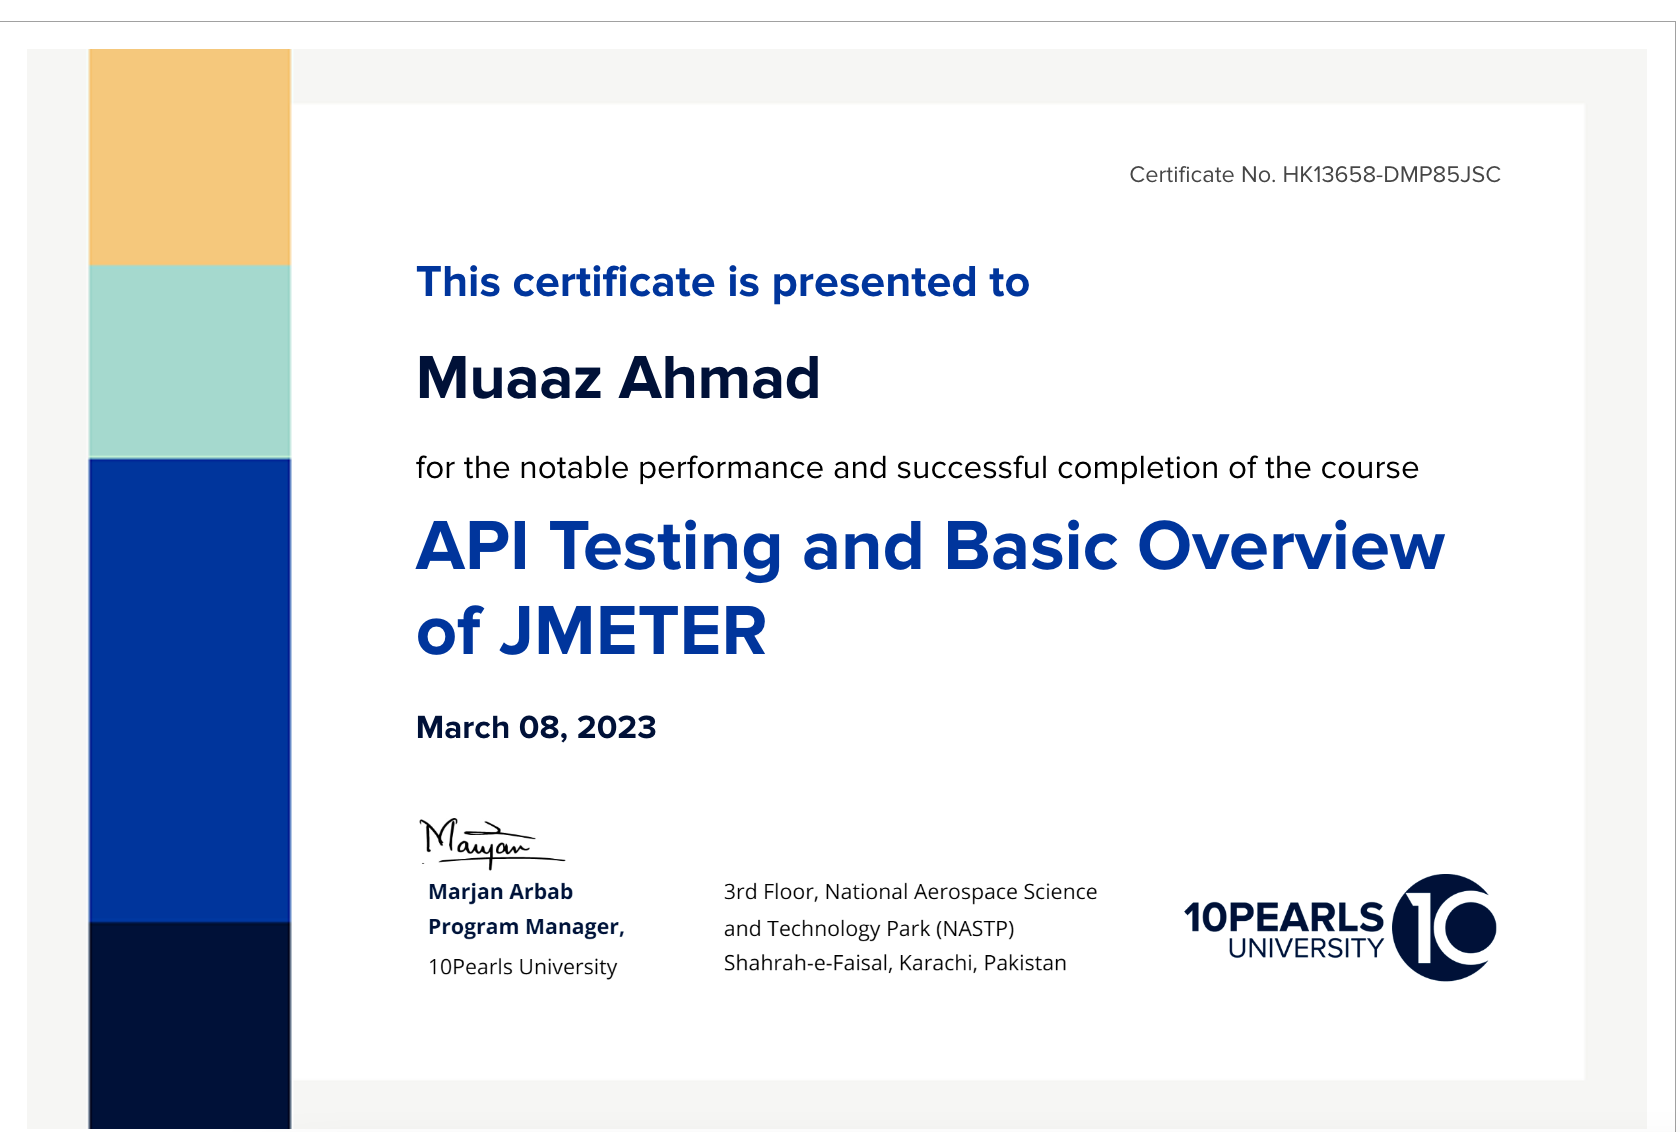 Certificate No. HK13658-DMP85JSC
This certificate is presented to
Muaaz Ahmad
for the notable performance and successful completion of the course
API Testing and Basic Overview
of JMETER
March 08, 2023
Marjan
Marjan Arbab
Program Manager,
10Pearls University
3rd Floor, National Aerospace Science
and Technology Park (NASTP)
Shahrah-e-Faisal, Karachi, Pakistan
10PEARLS
UNIVERSITY
10